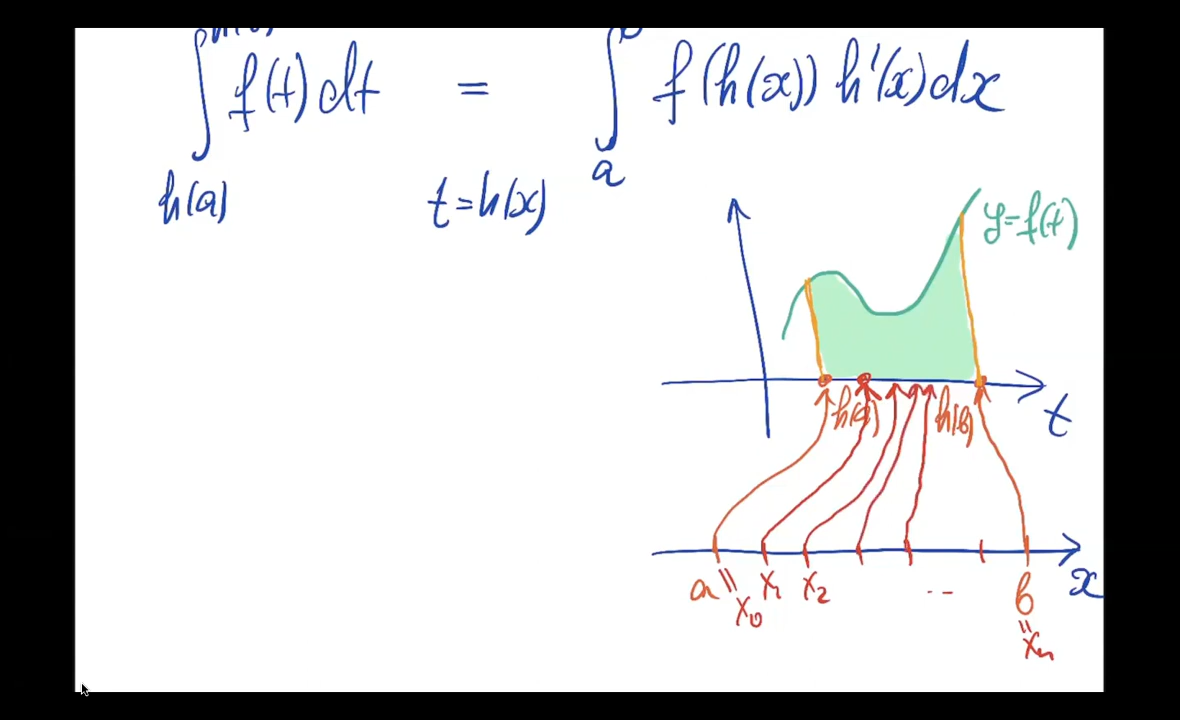 ∫ f(t) dt = ∫ f(h(x)) h'(x) dx
h(a) t = h(x) a
y = f(t)
h(a) h(b)
t
a x₁ x₂ .. b x
= x₀ = xₙ